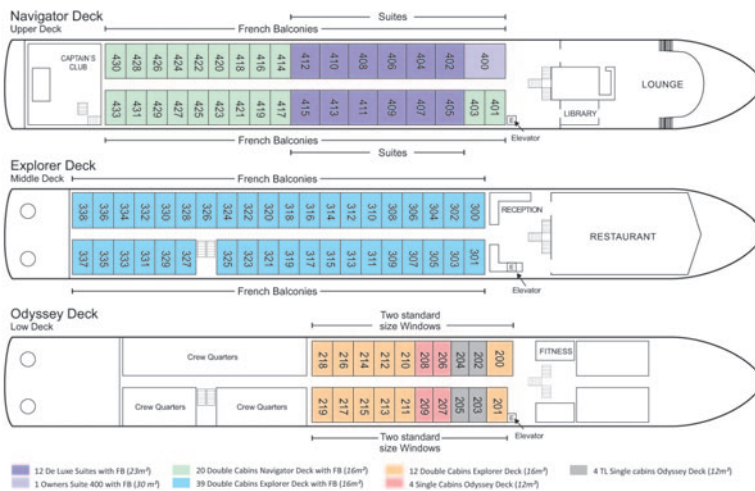 Navigator Deck
Upper Deck
Suites
French Balconies
CAPTAIN'S
CLUB
430 428 426 424 422 420 418 416 414 412 410 408 406 404 402 400
LOUNGE
LIBRARY
433 431 429 427 425 423 421 419 417 415 413 411 409 407 405 403 401
E
Elevator
French Balconies
Suites
Explorer Deck
Middle Deck
French Balconies
338 336 334 332 330 328 326 324 322 320 318 316 314 312 310 308 306 304 302 300
RECEPTION
RESTAURANT
337 335 333 331 329 327 325 323 321 319 317 315 313 311 309 307 305 303 301
E
Elevator
French Balconies
Odyssey Deck
Low Deck
Two standard
size Windows
Crew Quarters
218 216 214 212 210 208 206 204 202 200
FITNESS
Crew Quarters
Crew Quarters
219 217 215 213 211 209 207 205 203 201
E
Elevator
Two standard
size Windows
12 De Luxe Suites with FB (23m²)
20 Double Cabins Navigator Deck with FB (16m²)
12 Double Cabins Explorer Deck (16m²)
4 TL Single cabins Odyssey Deck (12m²)
1 Owners Suite 400 with FB (30 m²)
39 Double Cabins Explorer Deck with FB (16m²)
4 Single Cabins Odyssey Deck (12m²)